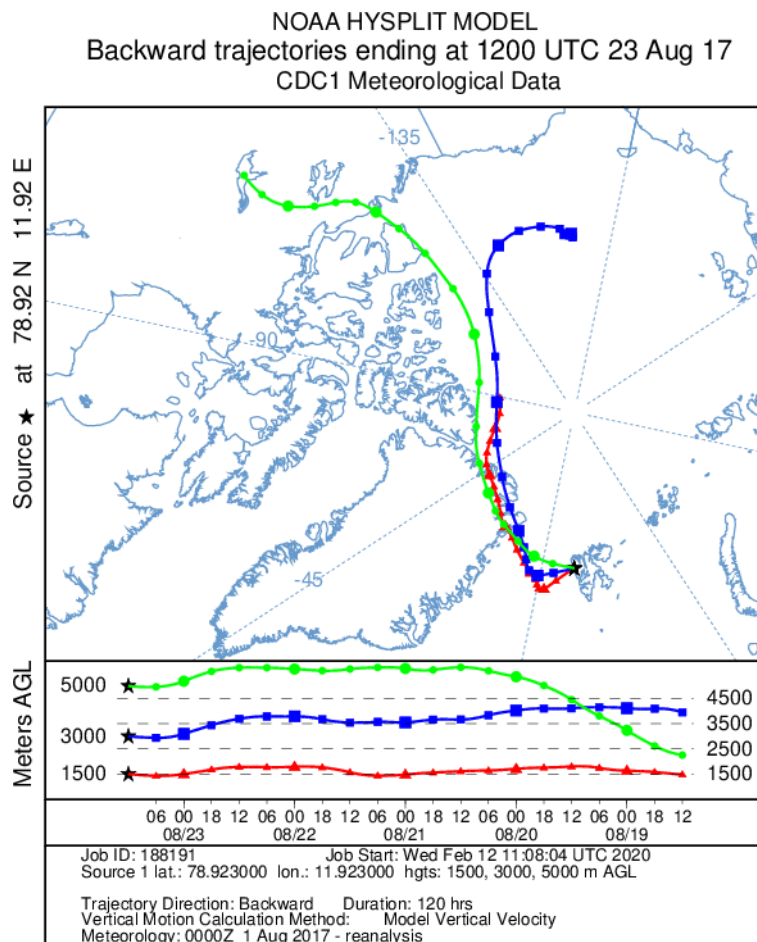 NOAA HYSPLIT MODEL
Backward trajectories ending at 1200 UTC 23 Aug 17
CDC1 Meteorological Data
Source ★ at 78.92 N 11.92 E
-135
-90
-45
Meters AGL
5000
3000
1500
4500
3500
2500
1500
06 00 18 12 06 00 18 12 06 00 18 12 06 00 18 12 06 00 18 12
08/23 08/22 08/21 08/20 08/19
Job ID: 188191 Job Start: Wed Feb 12 11:08:04 UTC 2020
Source 1 lat.: 78.923000 lon.: 11.923000 hgts: 1500, 3000, 5000 m AGL
Trajectory Direction: Backward Duration: 120 hrs
Vertical Motion Calculation Method: Model Vertical Velocity
Meteorology: 0000Z 1 Aug 2017 - reanalysis